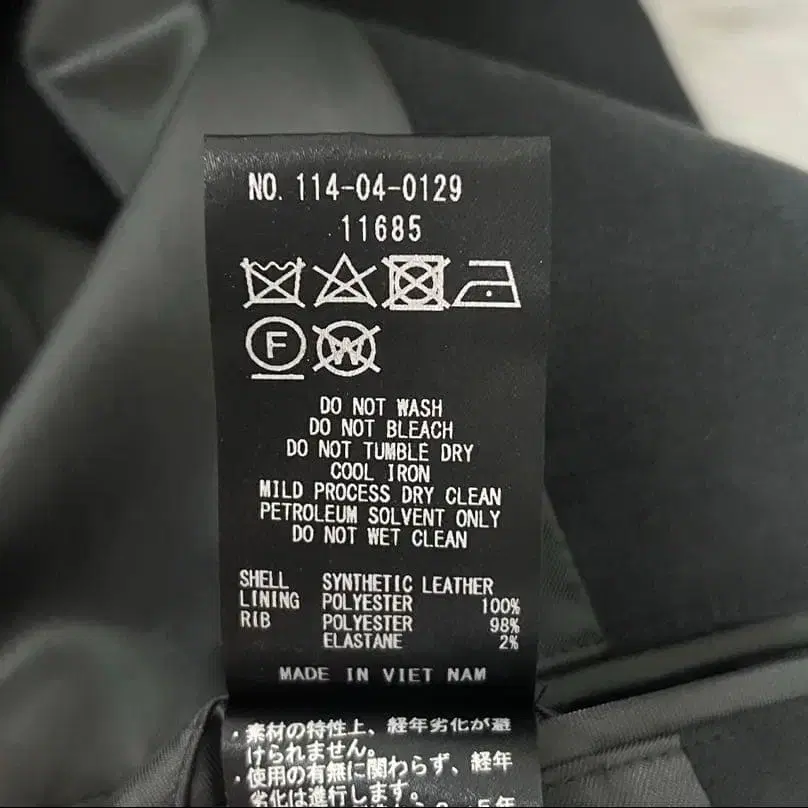 NO. 114-04-0129
11685
F
W
DO NOT WASH
DO NOT BLEACH
DO NOT TUMBLE DRY
COOL IRON
MILD PROCESS DRY CLEAN
PETROLEUM SOLVENT ONLY
DO NOT WET CLEAN
SHELL SYNTHETIC LEATHER
LINING POLYESTER 100%
RIB POLYESTER 98%
ELASTANE 2%
MADE IN VIET NAM
・素材の特性上、経年劣化が避
けられません。
・使用の有無に関わらず、経年
劣化は進行します。